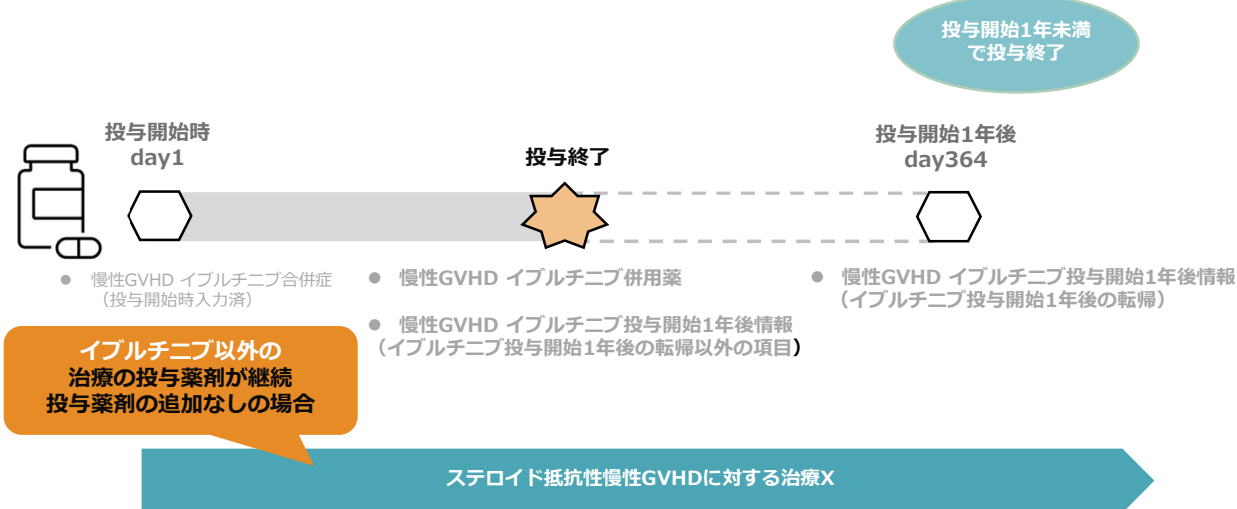 投与開始1年未満
で投与終了
投与開始時
day1
投与終了
投与開始1年後
day364
● 慢性GVHD イブルチニブ合併症
（投与開始時入力済）
● 慢性GVHD イブルチニブ併用薬
● 慢性GVHD イブルチニブ投与開始1年後情報
（イブルチニブ投与開始1年後の転帰以外の項目）
● 慢性GVHD イブルチニブ投与開始1年後情報
（イブルチニブ投与開始1年後の転帰）
イブルチニブ以外の
治療の投与薬剤が継続
投与薬剤の追加なしの場合
ステロイド抵抗性慢性GVHDに対する治療X